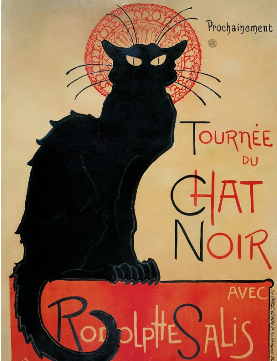 Prochainement
TOURNÉE
DU
CHAT
NOIR
AVEC
RODOLPHE SALIS